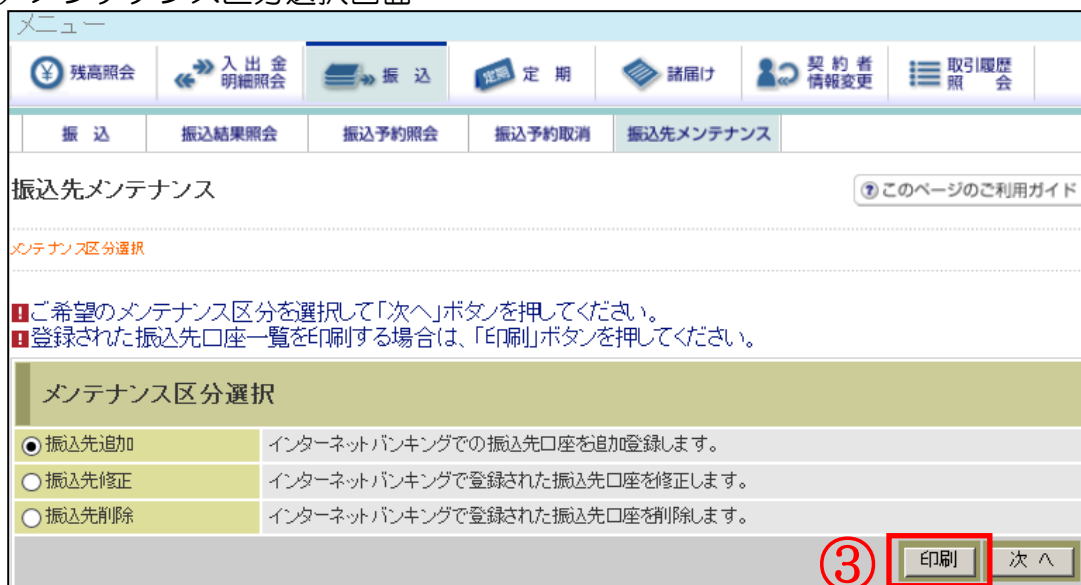 メニュー
残高照会 入出金明細照会 振込 定期 諸届け 契約者情報変更 取引履歴照会
振込 振込結果照会 振込予約照会 振込予約取消 振込先メンテナンス
振込先メンテナンス ?このページのご利用ガイド
メンテナンス区分選択
!!ご希望のメンテナンス区分を選択して「次へ」ボタンを押してください。
!!登録された振込先口座一覧を印刷する場合は、「印刷」ボタンを押してください。
メンテナンス区分選択
振込先追加 インターネットバンキングでの振込先口座を追加登録します。
振込先修正 インターネットバンキングで登録された振込先口座を修正します。
振込先削除 インターネットバンキングで登録された振込先口座を削除します。
③ 印刷 次 へ